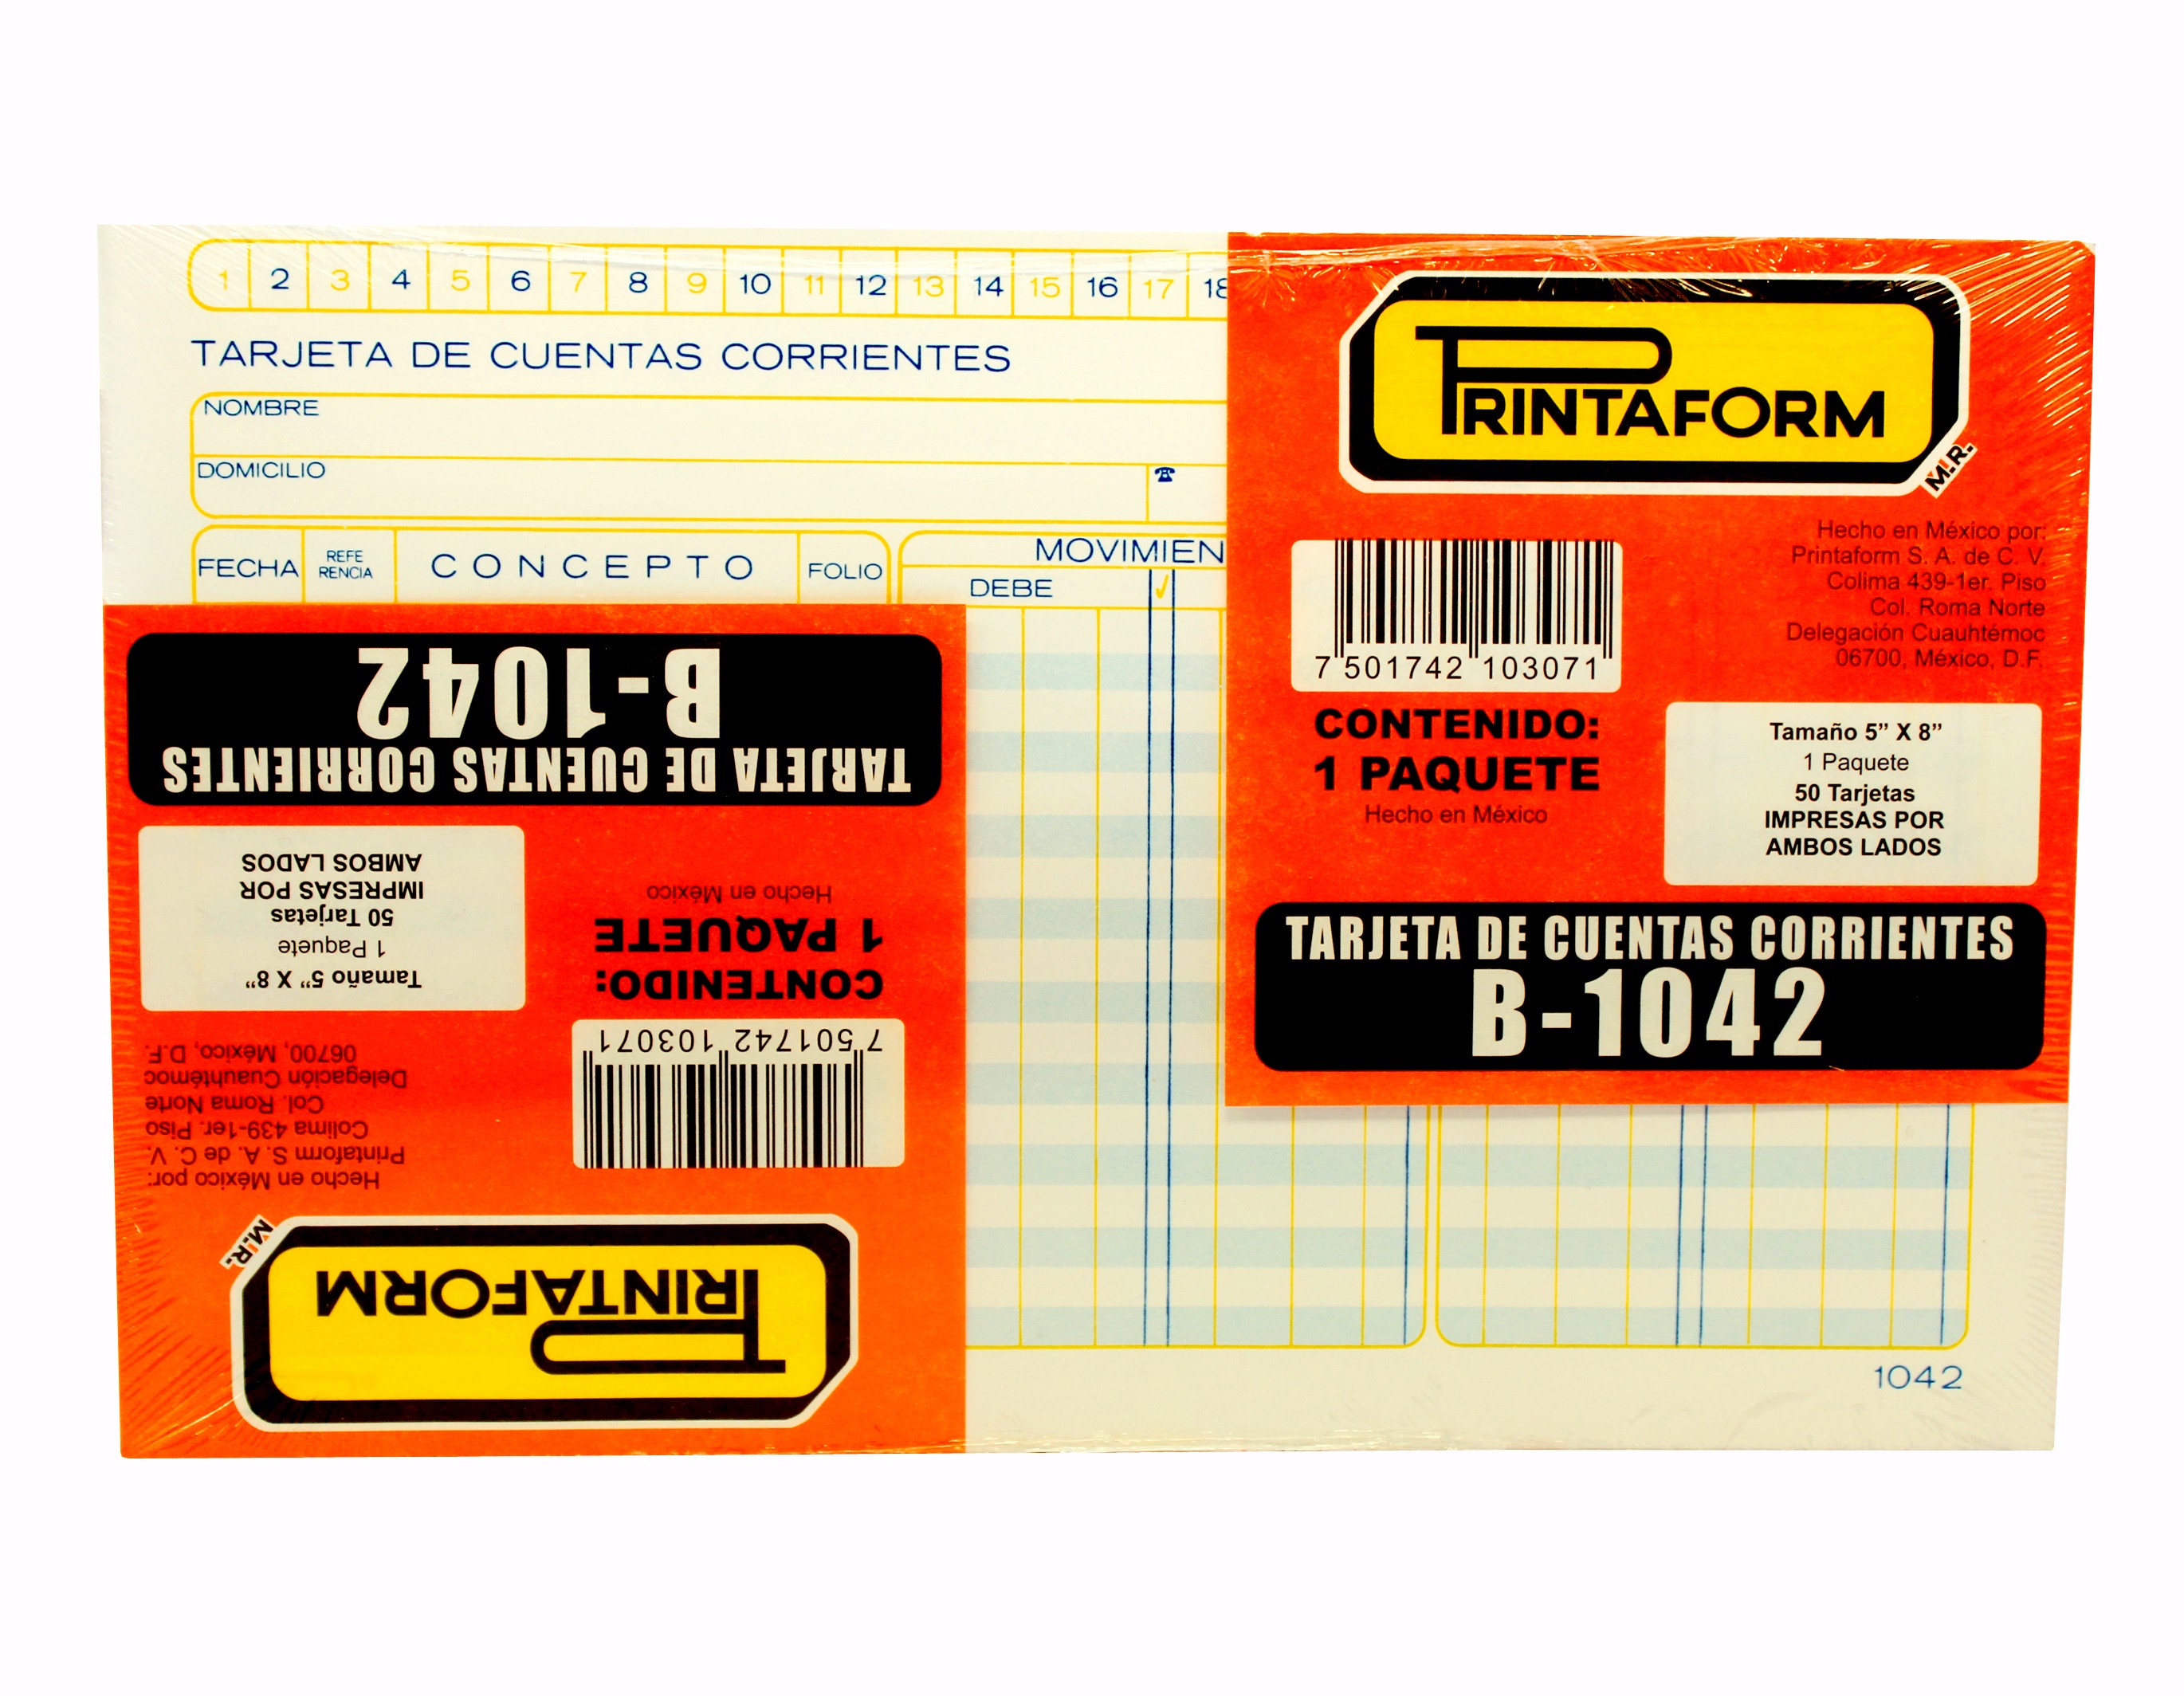 1 2 3 4 5 6 7 8 9 10 11 12 13 14 15 16 17 18
TARJETA DE CUENTAS CORRIENTES
NOMBRE
DOMICILIO
FECHA
REFE
RENCIA
CONCEPTO
FOLIO
MOVIMIEN
DEBE
PRINTAFORM
M.R.
Hecho en México por:
Printaform S. A. de C. V.
Colima 439-1er. Piso
Col. Roma Norte
Delegación Cuauhtémoc
06700, México, D.F.
7 501742 103071
CONTENIDO:
1 PAQUETE
Hecho en México
Tamaño 5” X 8”
1 Paquete
50 Tarjetas
IMPRESAS POR
AMBOS LADOS
TARJETA DE CUENTAS CORRIENTES
B-1042
PRINTAFORM
M.R.
Hecho en México por:
Printaform S. A. de C. V.
Colima 439-1er. Piso
Col. Roma Norte
Delegación Cuauhtémoc
06700, México, D.F.
7 501742 103071
CONTENIDO:
1 PAQUETE
Hecho en México
Tamaño 5” X 8”
1 Paquete
50 Tarjetas
IMPRESAS POR
AMBOS LADOS
TARJETA DE CUENTAS CORRIENTES
B-1042
1042